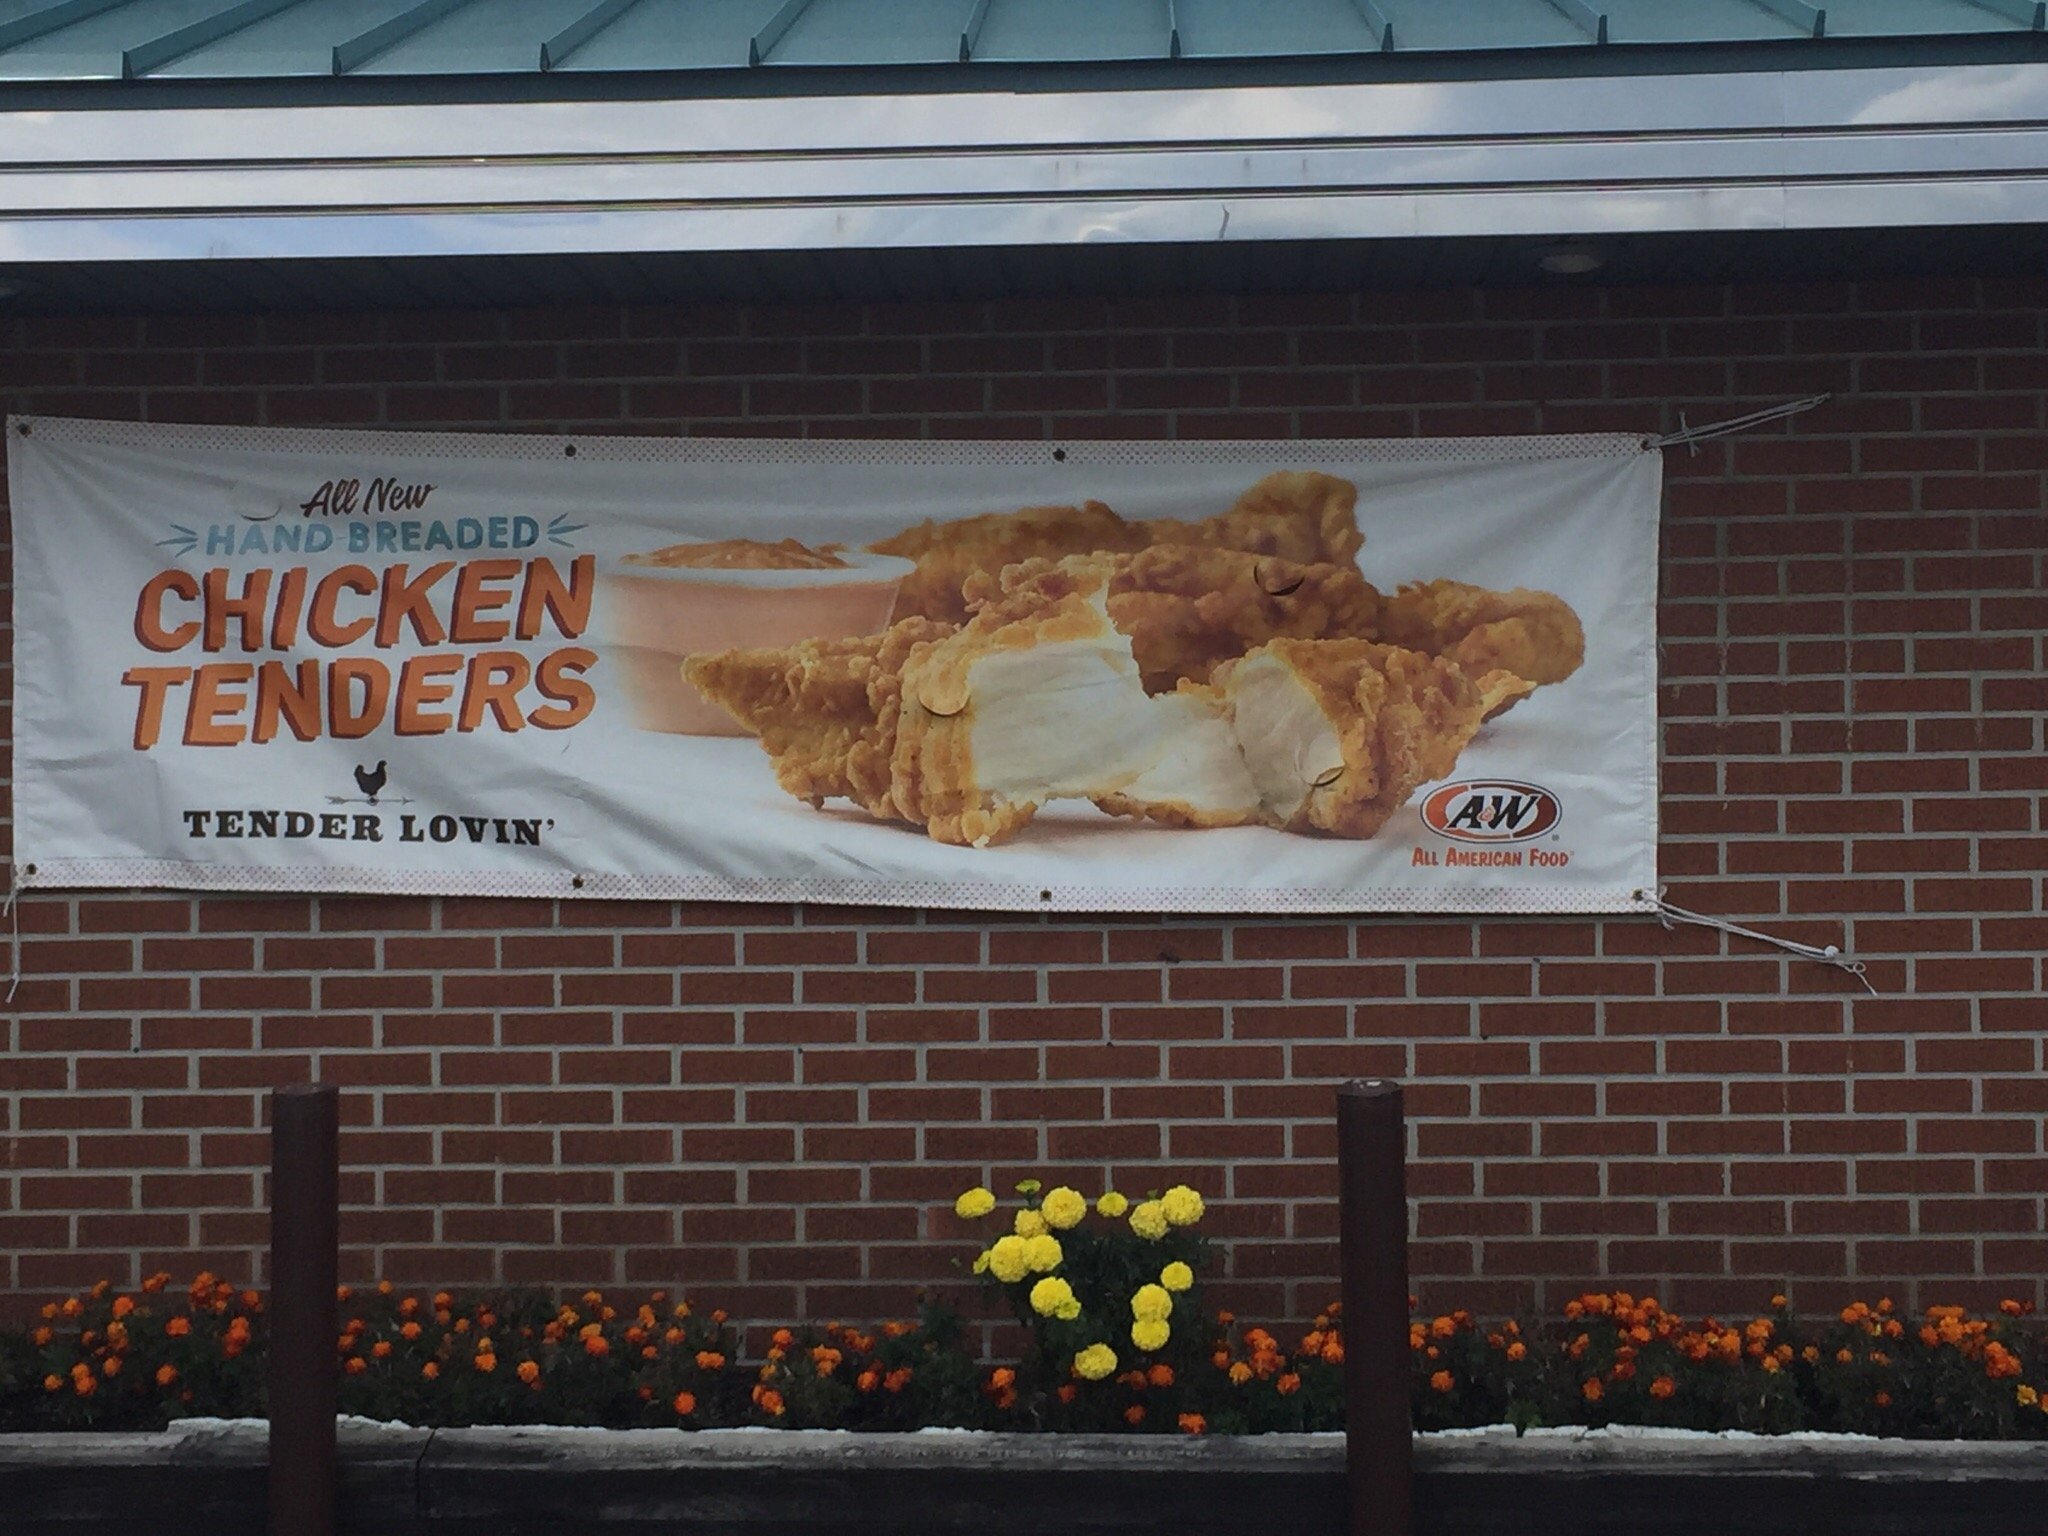 All New
HAND-BREADED
CHICKEN
TENDERS
TENDER LOVIN'
A&W
ALL AMERICAN FOOD